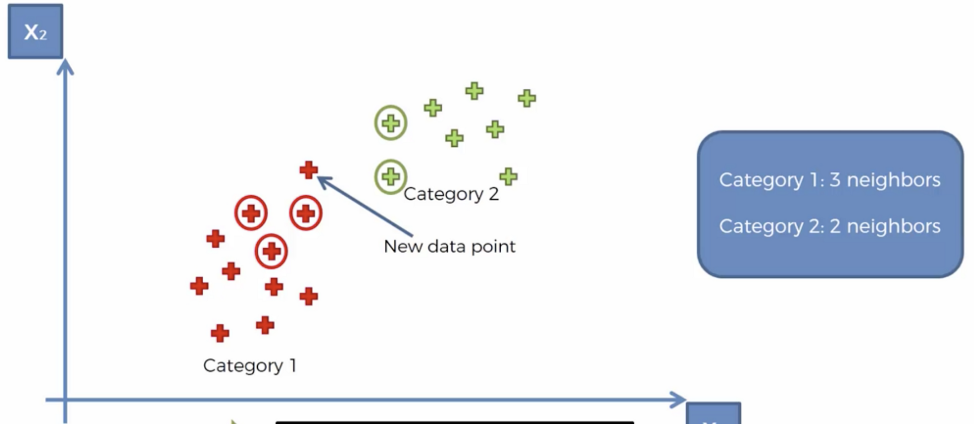 X2
Category 2
New data point
Category 1: 3 neighbors
Category 2: 2 neighbors
Category 1